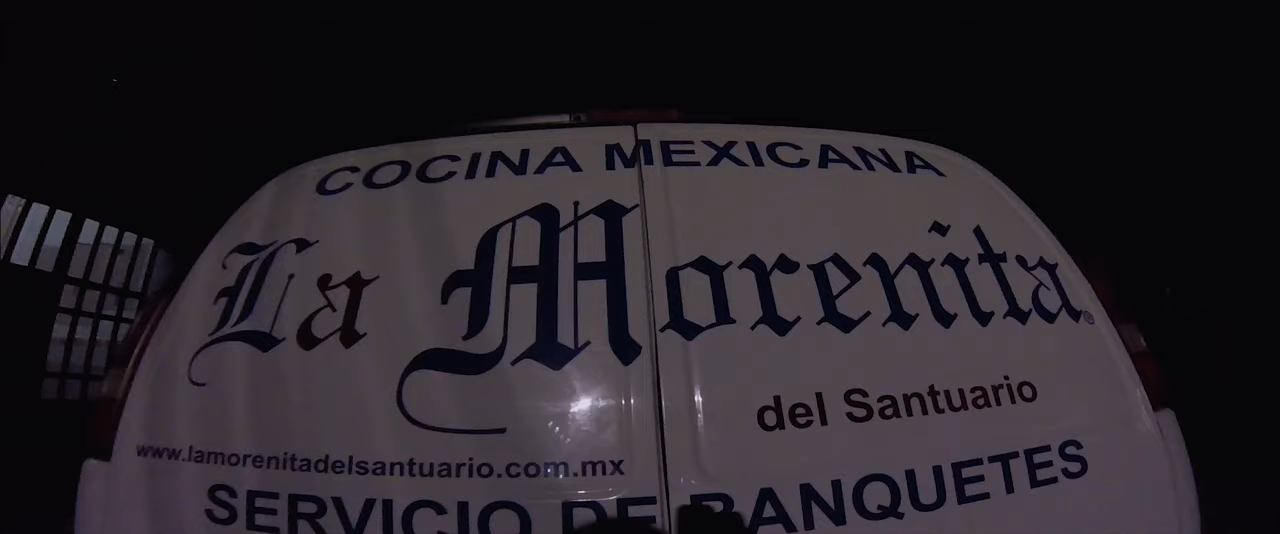 COCINA MEXICANA
La Morenita®
del Santuario
www.lamorenitadelsantuario.com.mx
SERVICIO DE BANQUETES